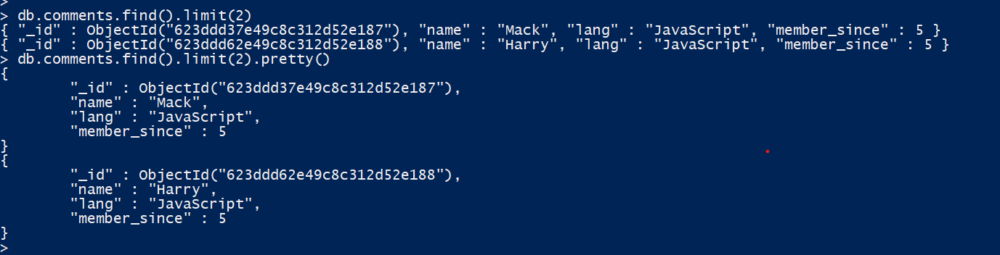 >
> db.comments.find().limit(2)
{ "_id" : ObjectId("623ddd37e49c8c312d52e187"), "name" : "Mack", "lang" : "JavaScript", "member_since" : 5 }
{ "_id" : ObjectId("623ddd62e49c8c312d52e188"), "name" : "Harry", "lang" : "JavaScript", "member_since" : 5 }
> db.comments.find().limit(2).pretty()
{
        "_id" : ObjectId("623ddd37e49c8c312d52e187"),
        "name" : "Mack",
        "lang" : "JavaScript",
        "member_since" : 5
}
{
        "_id" : ObjectId("623ddd62e49c8c312d52e188"),
        "name" : "Harry",
        "lang" : "JavaScript",
        "member_since" : 5
}
>